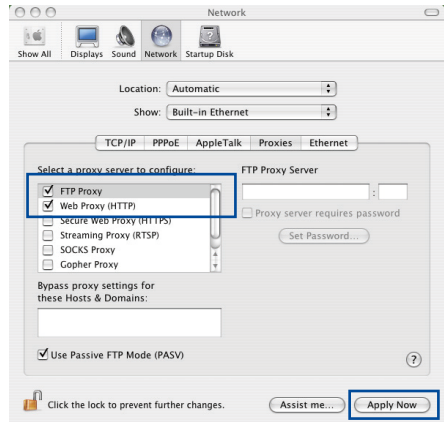 Network
Show All Displays Sound Network Startup Disk
Location: Automatic
Show: Built-in Ethernet
TCP/IP PPPoE AppleTalk Proxies Ethernet
Select a proxy server to configure: FTP Proxy Server
FTP Proxy
Web Proxy (HTTP) :
Secure Web Proxy (HTTPS) Proxy server requires password
Streaming Proxy (RTSP) Set Password...
SOCKS Proxy
Gopher Proxy
Bypass proxy settings for
these Hosts & Domains:
Use Passive FTP Mode (PASV) ?
Click the lock to prevent further changes. Assist me... Apply Now